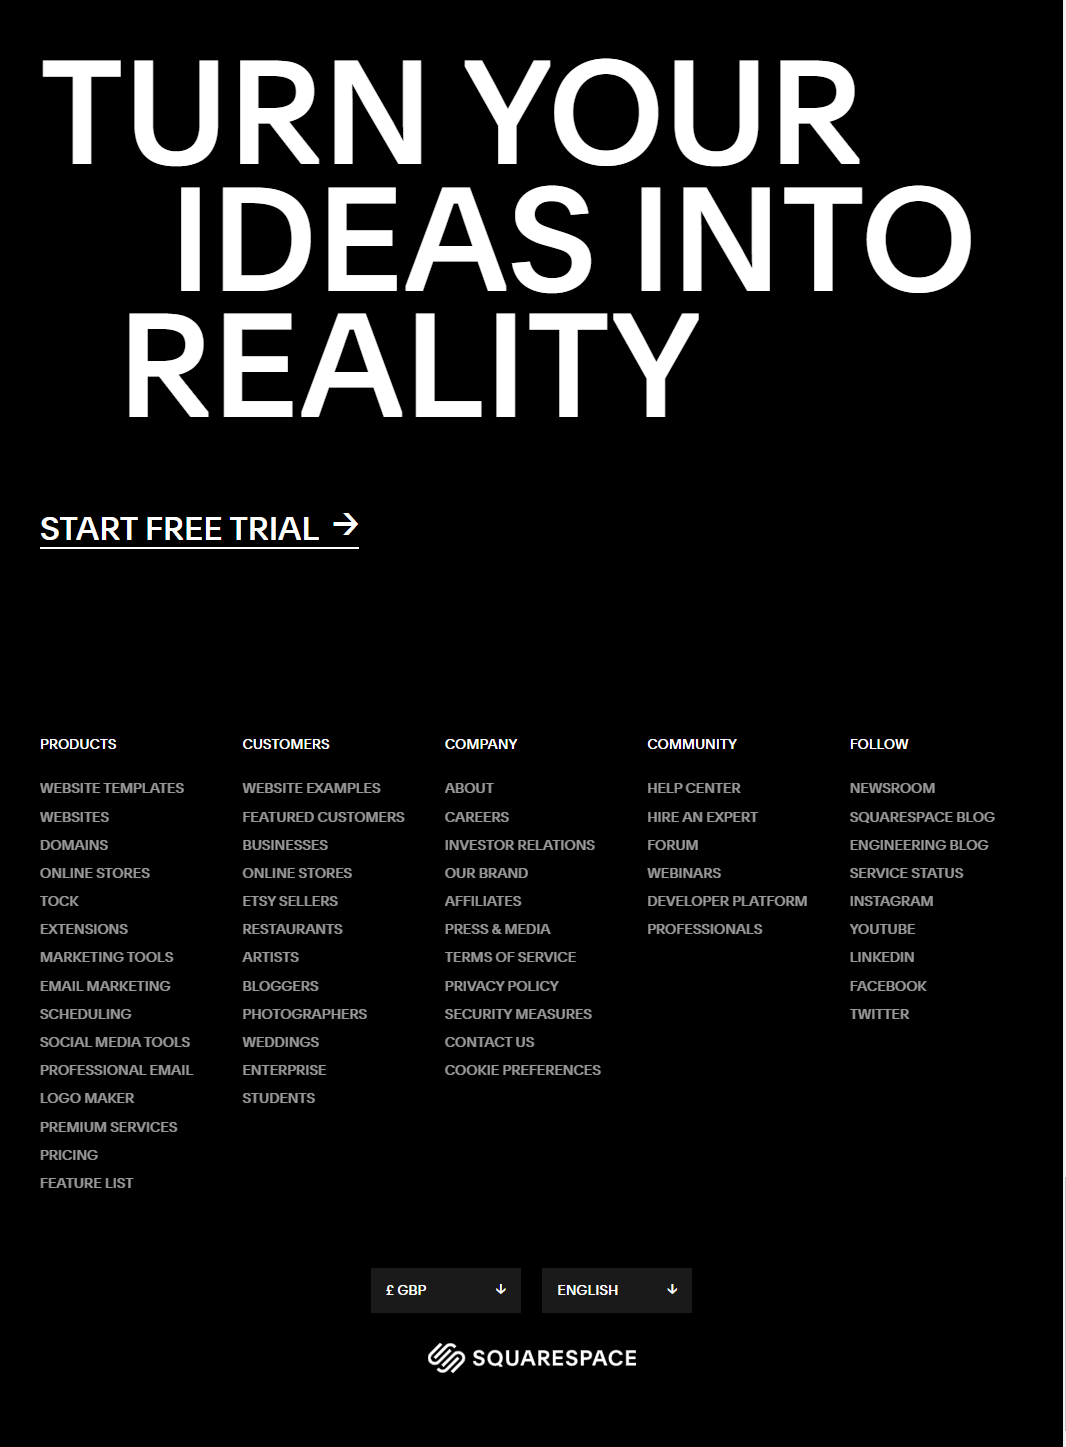 TURN YOUR
IDEAS INTO
REALITY
START FREE TRIAL →
PRODUCTS
WEBSITE TEMPLATES
WEBSITES
DOMAINS
ONLINE STORES
TOCK
EXTENSIONS
MARKETING TOOLS
EMAIL MARKETING
SCHEDULING
SOCIAL MEDIA TOOLS
PROFESSIONAL EMAIL
LOGO MAKER
PREMIUM SERVICES
PRICING
FEATURE LIST
CUSTOMERS
WEBSITE EXAMPLES
FEATURED CUSTOMERS
BUSINESSES
ONLINE STORES
ETSY SELLERS
RESTAURANTS
ARTISTS
BLOGGERS
PHOTOGRAPHERS
WEDDINGS
ENTERPRISE
STUDENTS
COMPANY
ABOUT
CAREERS
INVESTOR RELATIONS
OUR BRAND
AFFILIATES
PRESS & MEDIA
TERMS OF SERVICE
PRIVACY POLICY
SECURITY MEASURES
CONTACT US
COOKIE PREFERENCES
COMMUNITY
HELP CENTER
HIRE AN EXPERT
FORUM
WEBINARS
DEVELOPER PLATFORM
PROFESSIONALS
FOLLOW
NEWSROOM
SQUARESPACE BLOG
ENGINEERING BLOG
SERVICE STATUS
INSTAGRAM
YOUTUBE
LINKEDIN
FACEBOOK
TWITTER
£ GBP ↓
ENGLISH ↓
SQUARESPACE